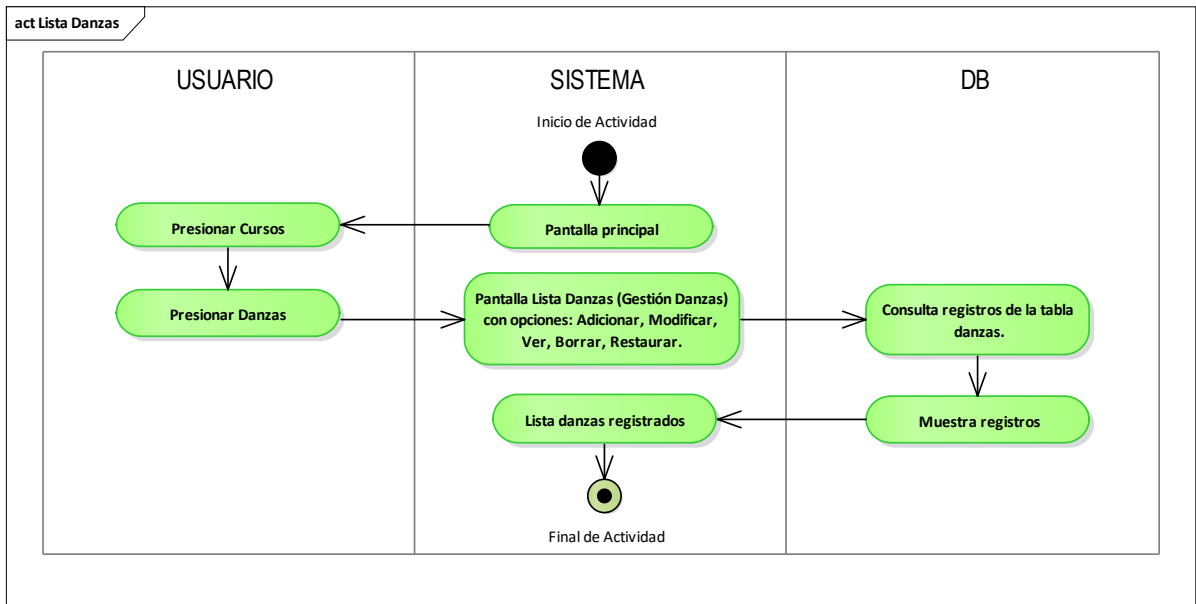 act Lista Danzas
USUARIO
SISTEMA
DB
Inicio de Actividad
Presionar Cursos
Pantalla principal
Presionar Danzas
Pantalla Lista Danzas (Gestión Danzas)
con opciones: Adicionar, Modificar,
Ver, Borrar, Restaurar.
Consulta registros de la tabla
danzas.
Lista danzas registrados
Muestra registros
Final de Actividad